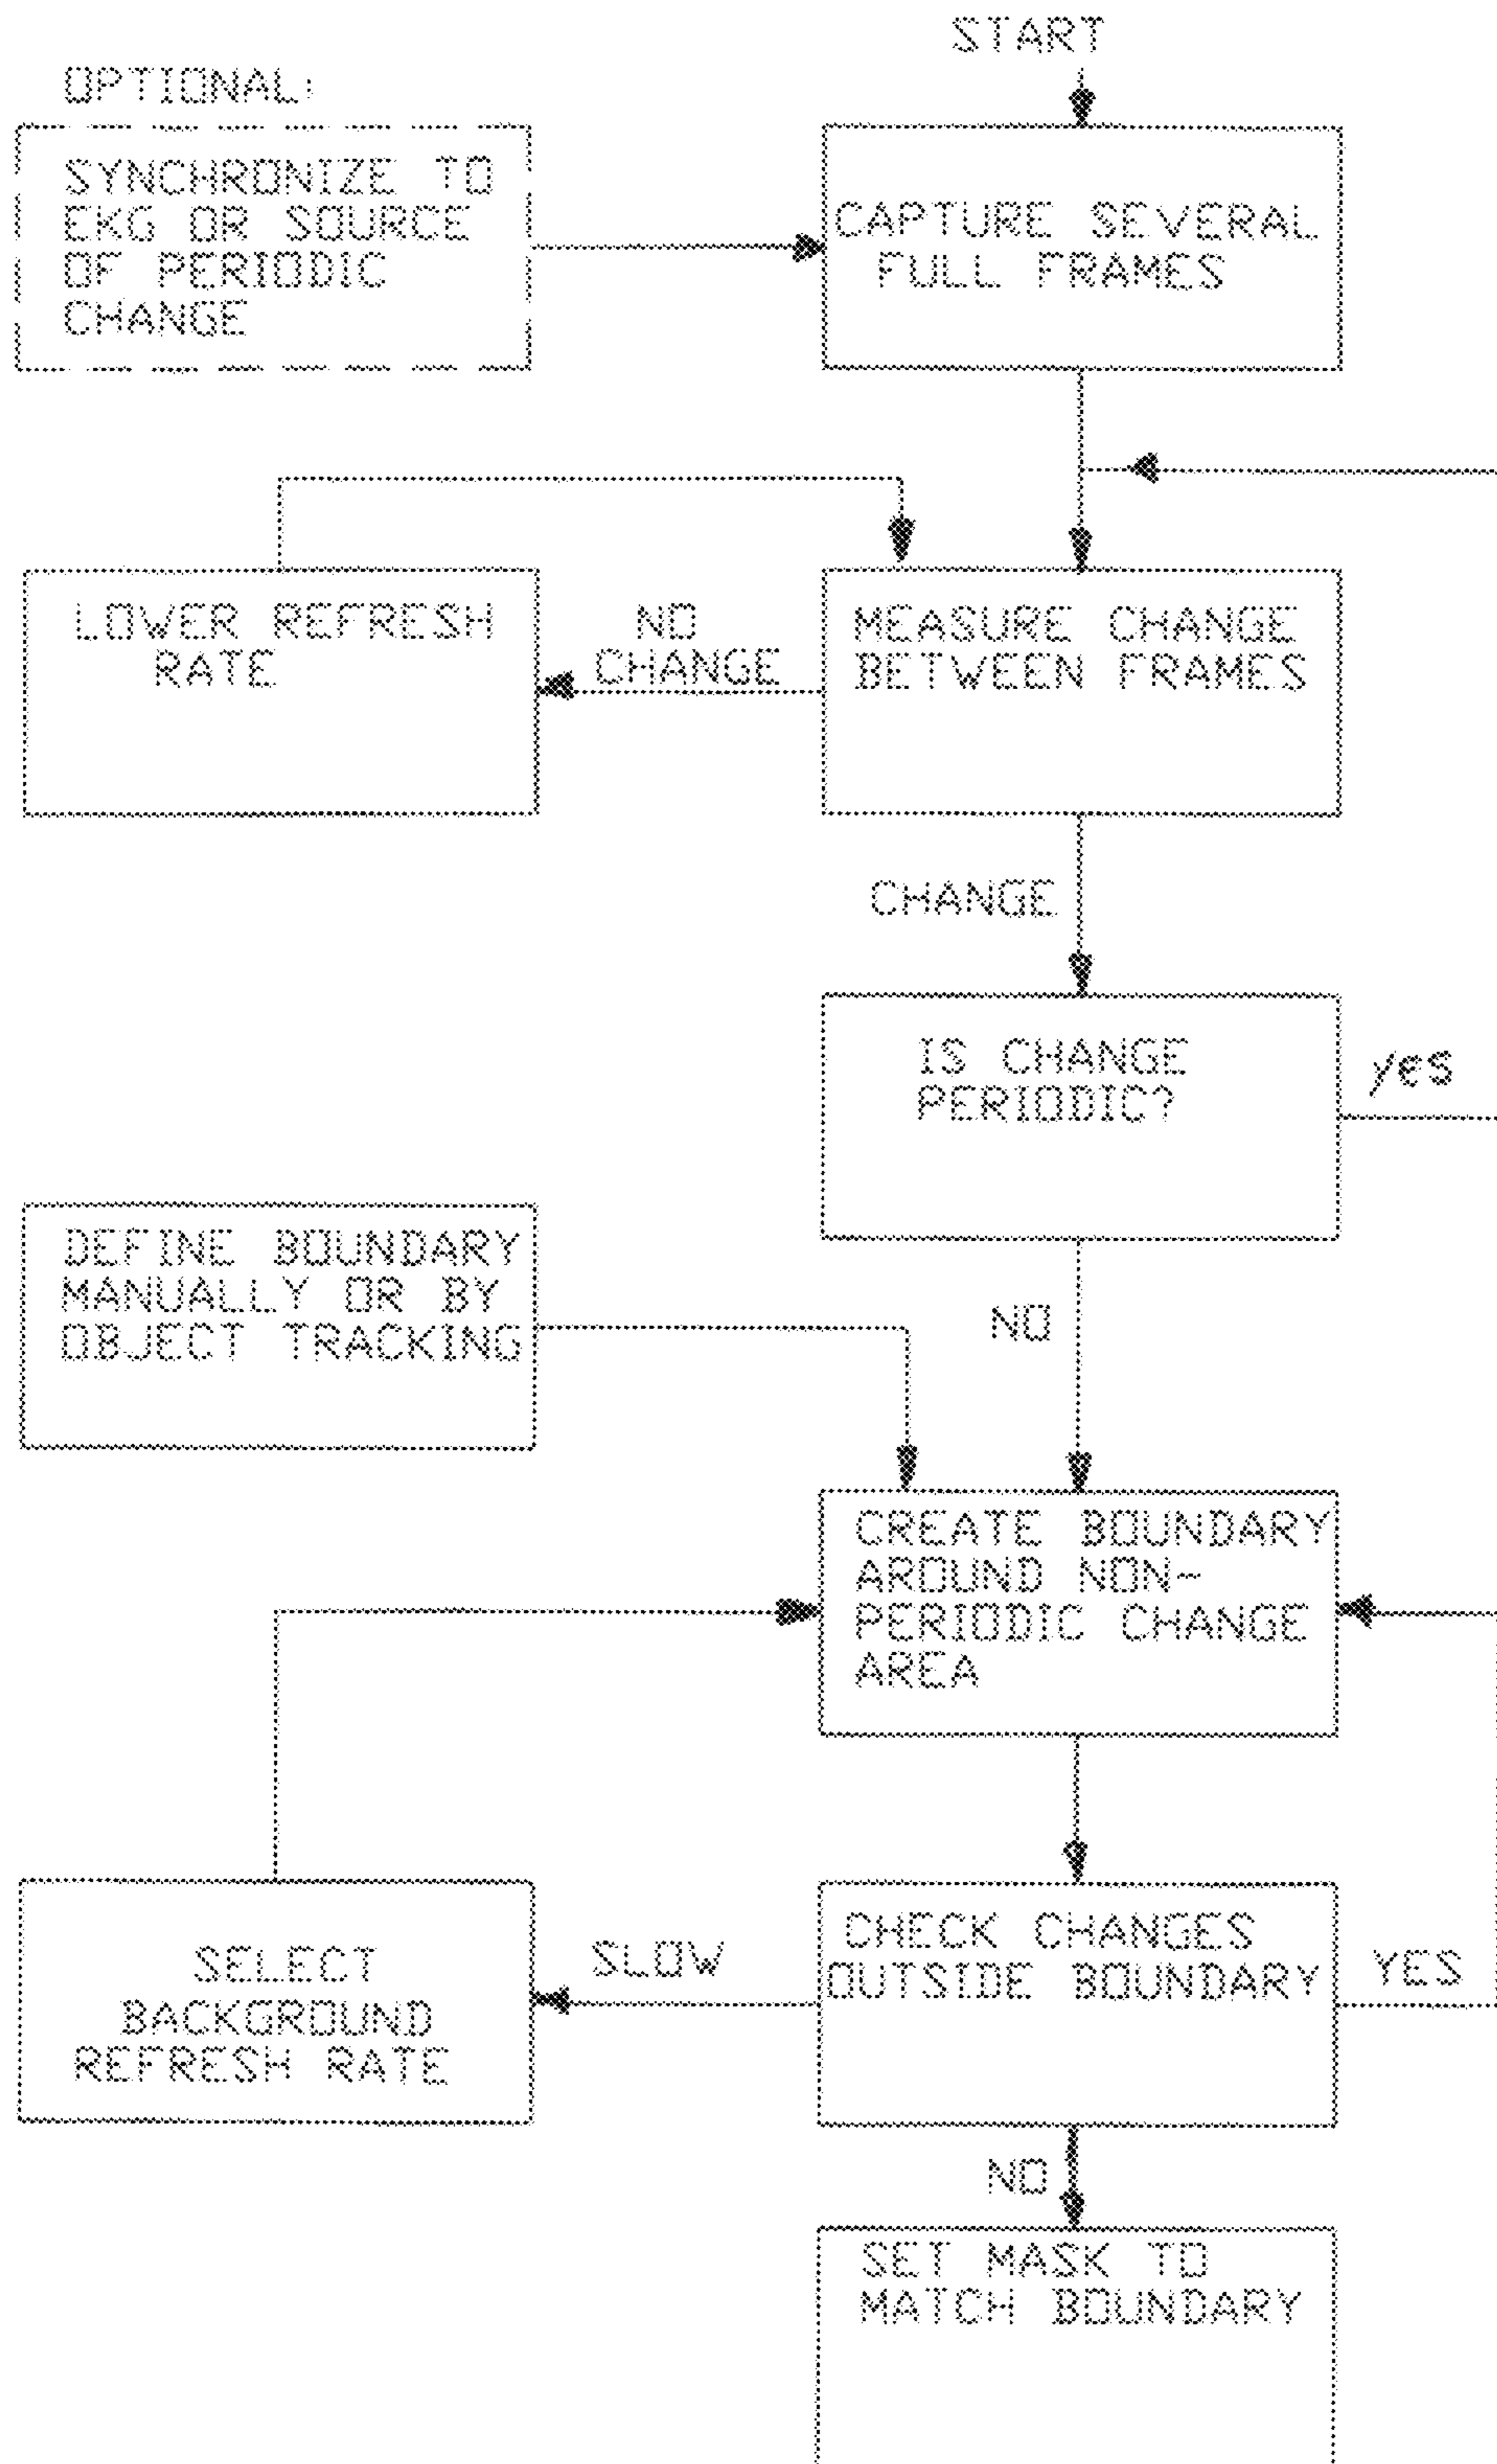 START
OPTIONAL:
SYNCHRONIZE TO
EKG OR SOURCE
OF PERIODIC
CHANGE
CAPTURE SEVERAL
FULL FRAMES
LOWER REFRESH
RATE
NO
CHANGE
MEASURE CHANGE
BETWEEN FRAMES
CHANGE
IS CHANGE
PERIODIC?
yes
DEFINE BOUNDARY
MANUALLY OR BY
OBJECT TRACKING
NO
CREATE BOUNDARY
AROUND NON-
PERIODIC CHANGE
AREA
SELECT
BACKGROUND
REFRESH RATE
SLOW
CHECK CHANGES
OUTSIDE BOUNDARY
YES
NO
SET MASK TO
MATCH BOUNDARY